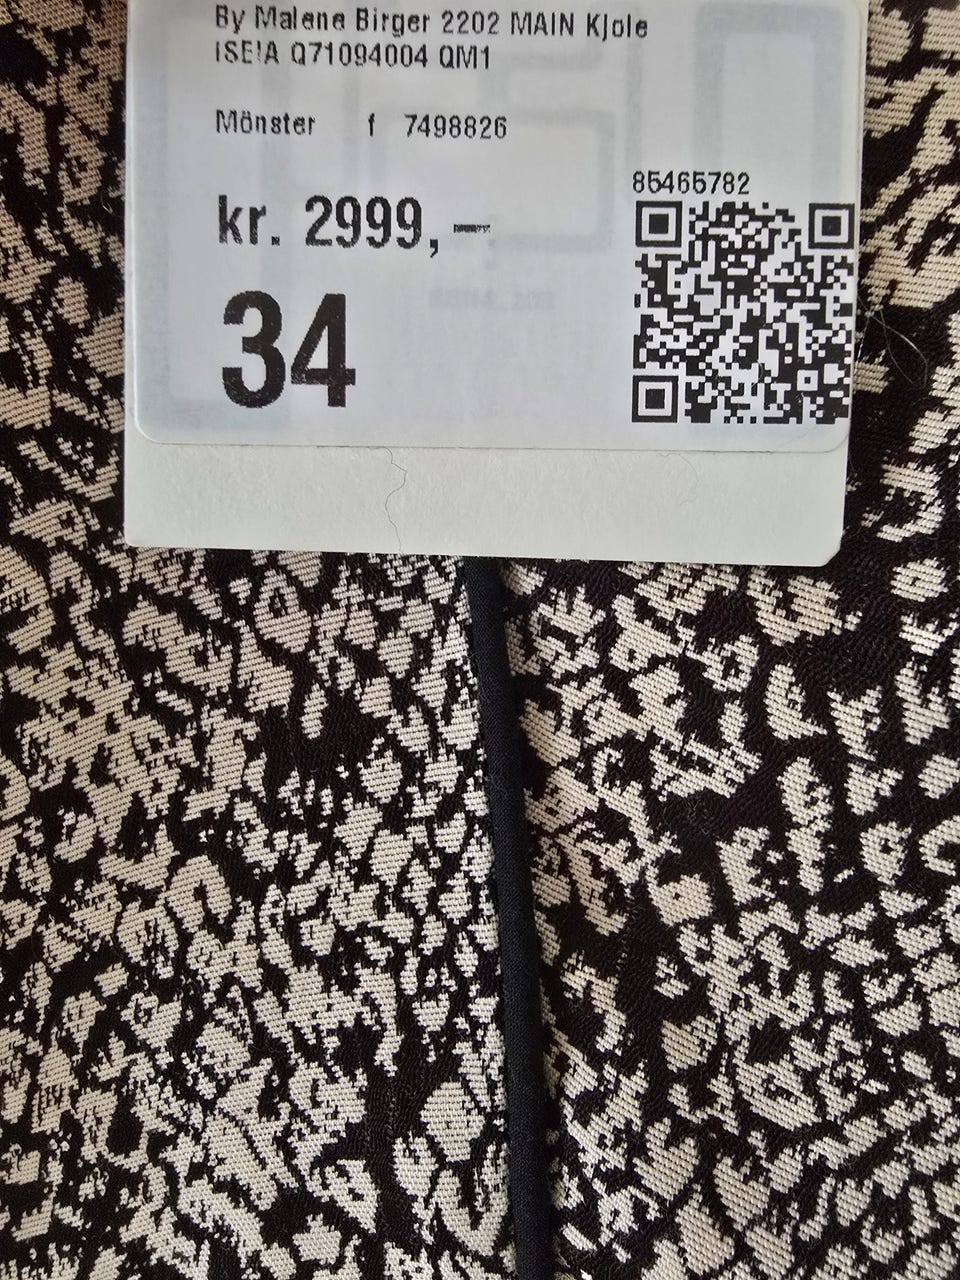 By Malene Birger 2202 MAIN Kjole
ISEIA Q71094004 QM1
Mönster f 7498826
85465782
kr. 2999,-
34